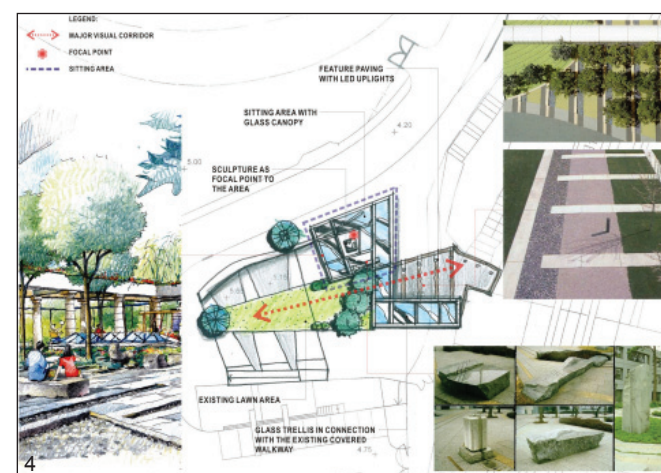 LEGEND:
MAJOR VISUAL CORRIDOR
FOCAL POINT
SITTING AREA
FEATURE PAVING
WITH LED UPLIGHTS
SITTING AREA WITH
GLASS CANOPY
4.20
5.00
SCULPTURE AS
FOCAL POINT TO
THE AREA
EXISTING LAWN AREA
GLASS TRELLIS IN CONNECTION
WITH THE EXISTING COVERED
WALKWAY
4.75
4